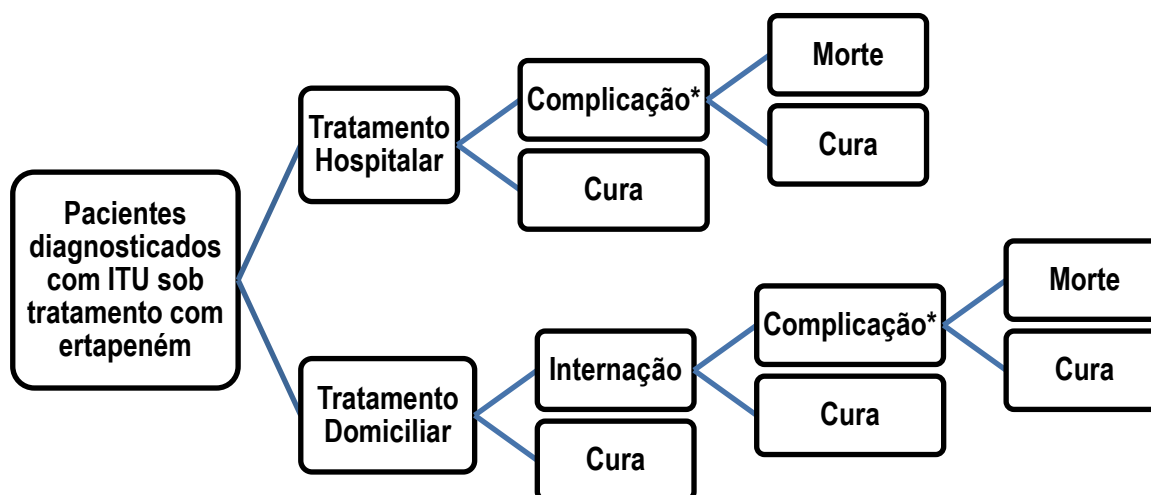 Pacientes
diagnosticados
com ITU sob
tratamento com
ertapeném
Tratamento
Hospitalar
Complicação*
Morte
Cura
Cura
Tratamento
Domiciliar
Internação
Complicação*
Morte
Cura
Cura
Cura